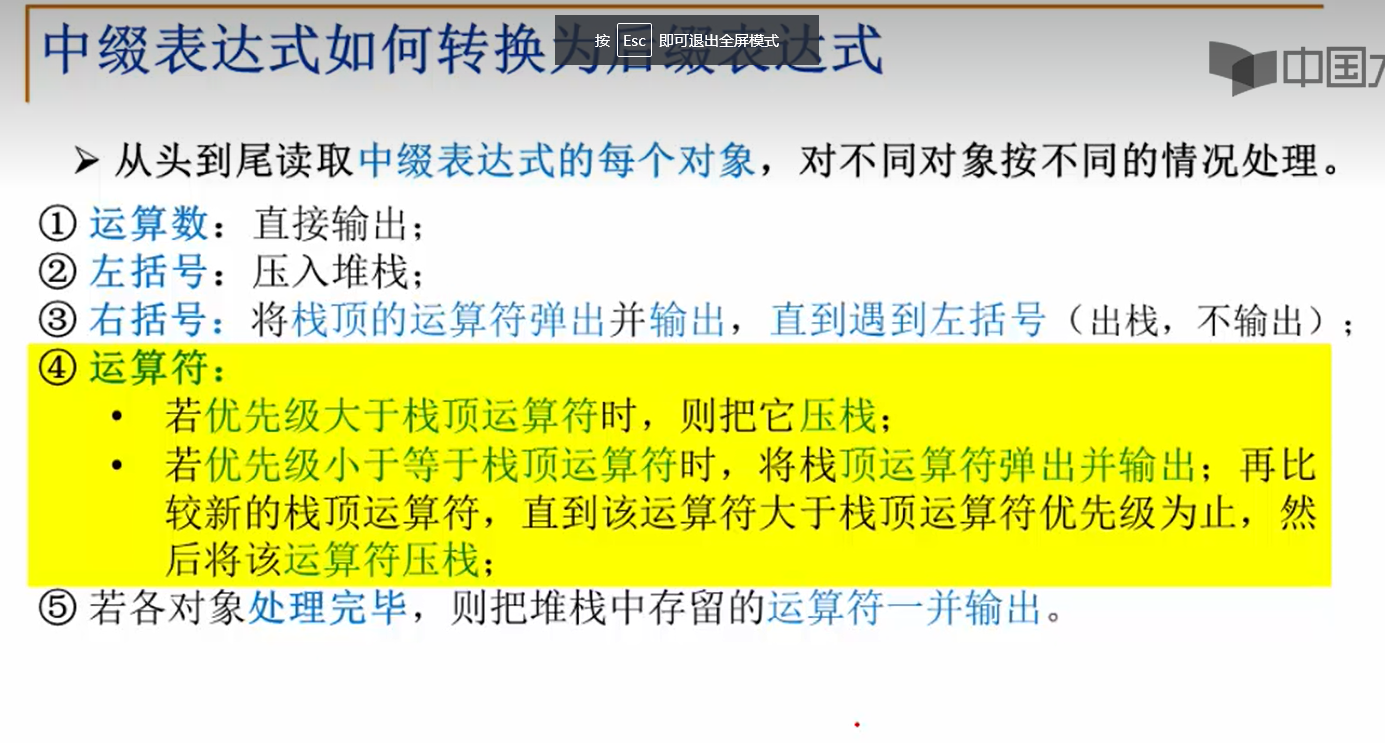 中缀表达式如何转换为后缀表达式
按 Esc 即可退出全屏模式
中国
➢ 从头到尾读取中缀表达式的每个对象，对不同对象按不同的情况处理。
① 运算数：直接输出；
② 左括号：压入堆栈；
③ 右括号：将栈顶的运算符弹出并输出，直到遇到左括号（出栈，不输出）；
④ 运算符：
• 若优先级大于栈顶运算符时，则把它压栈；
• 若优先级小于等于栈顶运算符时，将栈顶运算符弹出并输出；再比
较新的栈顶运算符，直到该运算符大于栈顶运算符优先级为止，然
后将该运算符压栈；
⑤ 若各对象处理完毕，则把堆栈中存留的运算符一并输出。